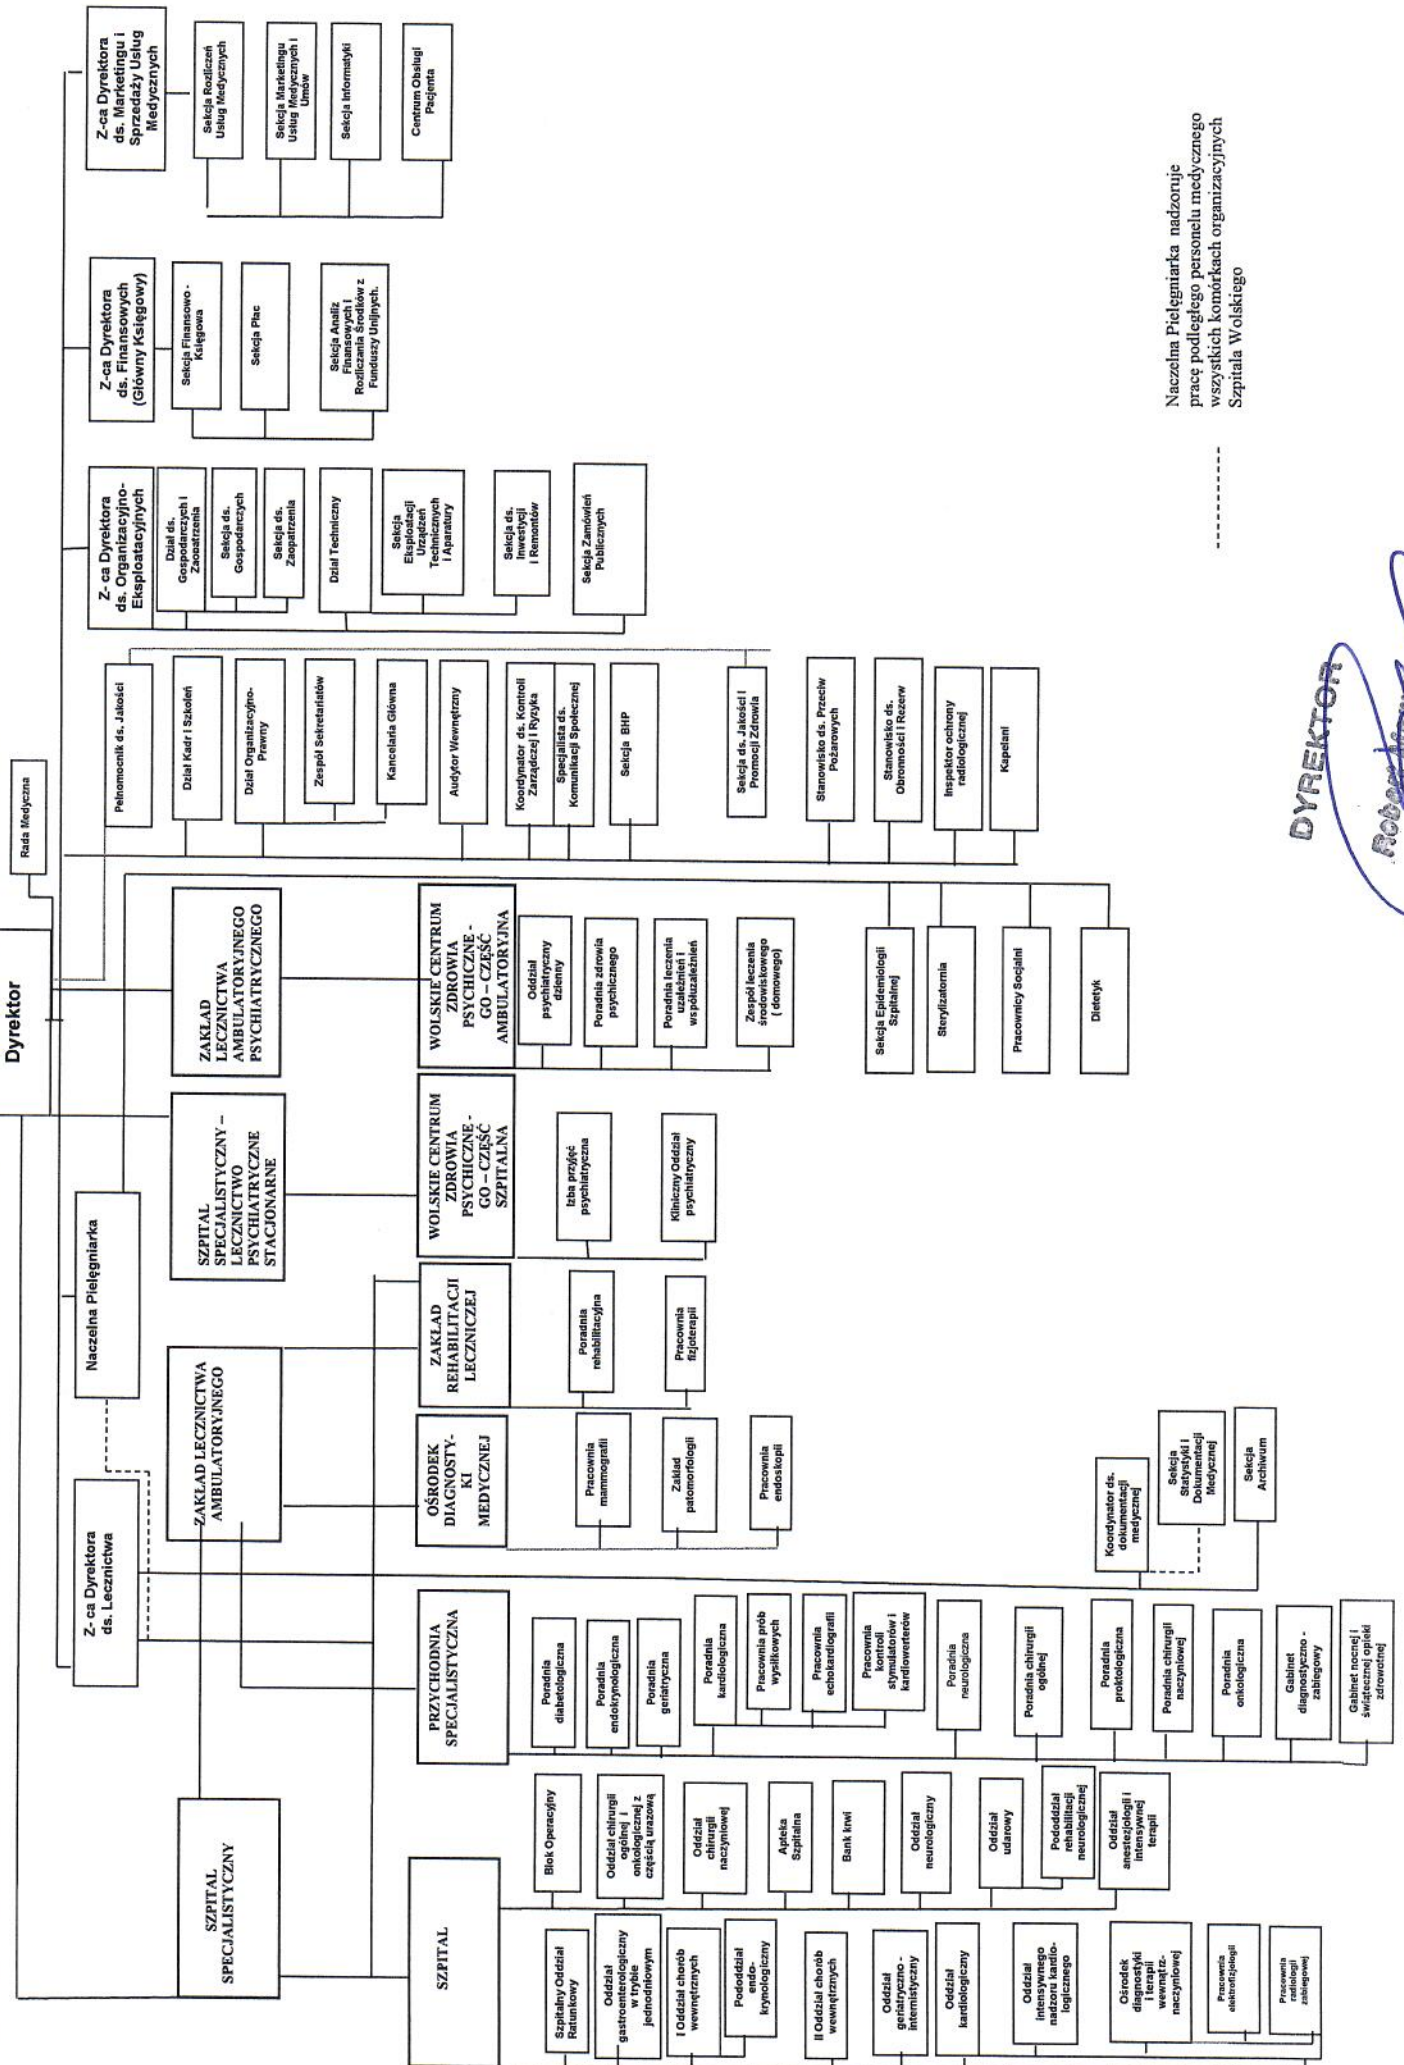 Dyrektor
Rada Medyczna
Z- ca Dyrektora
ds. Lecznictwa
Naczelna Pielęgniarka
Z- ca Dyrektora
ds. Organizacyjno-
Eksploatacyjnych
Z-ca Dyrektora
ds. Finansowych
(Główny Księgowy)
Z-ca Dyrektora
ds. Marketingu i
Sprzedaży Usług
Medycznych
SZPITAL
SPECJALISTYCZNY
ZAKŁAD LECZNICTWA
AMBULATORYJNEGO
SZPITAL
SPECJALISTYCZNY –
LECZNICTWO
PSYCHIATRYCZNE
STACJONARNE
ZAKŁAD
LECZNICTWA
AMBULATORYJNEGO
PSYCHIATRYCZNEGO
SZPITAL
PRZYCHODNIA
SPECJALISTYCZNA
OŚRODEK
DIAGNOSTY-
KI
MEDYCZNEJ
ZAKŁAD
REHABILITACJI
LECZNICZEJ
WOLSKIE CENTRUM
ZDROWIA
PSYCHICZNE -
GO – CZĘŚĆ
SZPITALNA
WOLSKIE CENTRUM
ZDROWIA
PSYCHICZNE -
GO – CZĘŚĆ
AMBULATORYJNA
Szpitalny Oddział
Ratunkowy
Oddział
gastroenterologiczny
w trybie
jednodniowym
I Oddział chorób
wewnętrznych
Pododdział
endo-
krynologiczny
II Oddział chorób
wewnętrznych
Oddział
geriatryczno -
internistyczny
Oddział
kardiologiczny
Oddział
intensywnego
nadzoru kardio-
logicznego
Ośrodek
diagnostyki
i terapii
wewnątrz-
naczyniowej
Pracownia
elektrofizjologii
Pracownia
radiologii
zabiegowej
Blok Operacyjny
Oddział chirurgii
ogólnej i
onkologicznej z
częścią urazową
Oddział
chirurgii
naczyniowej
Apteka
Szpitalna
Bank krwi
Oddział
neurologiczny
Oddział
udarowy
Pododdział
rehabilitacji
neurologicznej
Oddział
anestezjologii i
intensywnej
terapii
Poradnia
diabetologiczna
Poradnia
endokrynologiczna
Poradnia
geriatryczna
Poradnia
kardiologiczna
Pracownia prób
wysiłkowych
Pracownia
echokardiografii
Pracownia
kontroli
stymulatorów i
kardiowerterów
Poradnia
neurologiczna
Poradnia chirurgii
ogólnej
Poradnia
proktologiczna
Poradnia chirurgii
naczyniowej
Poradnia
onkologiczna
Gabinet
diagnostyczno -
zabiegowy
Gabinet nocnej i
świątecznej opieki
zdrowotnej
Pracownia
mammografii
Zakład
patomorfologii
Pracownia
endoskopii
Koordynator ds.
dokumentacji
medycznej
Sekcja
Statystyki i
Dokumentacji
Medycznej
Sekcja
Archiwum
Poradnia
rehabilitacyjna
Pracownia
fizjoterapii
Izba przyjęć
psychiatryczna
Kliniczny Oddział
psychiatryczny
Oddział
psychiatryczny
dzienny
Poradnia zdrowia
psychicznego
Poradnia leczenia
uzależnień i
współuzależnień
Zespół leczenia
środowiskowego
( domowego)
Sekcja Epidemiologii
Szpitalnej
Sterylizatornia
Pracownicy Socjalni
Dietetyk
Pełnomocnik ds. Jakości
Dział Kadr i Szkoleń
Dział Organizacyjno-
Prawny
Zespół Sekretariatów
Kancelaria Główna
Audytor Wewnętrzny
Koordynator ds. Kontroli
Zarządczej i Ryzyka
Specjalista ds.
Komunikacji Społecznej
Sekcja BHP
Sekcja ds. Jakości i
Promocji Zdrowia
Stanowisko ds. Przeciw
Pożarowych
Stanowisko ds.
Obronności i Rezerw
Inspektor ochrony
radiologicznej
Kapelani
Dział ds.
Gospodarczych i
Zaopatrzenia
Sekcja ds.
Gospodarczych
Sekcja ds.
Zaopatrzenia
Dział Techniczny
Sekcja
Eksploatacji
Urządzeń
Technicznych
i Aparatury
Sekcja ds.
Inwestycji
i Remontów
Sekcja Zamówień
Publicznych
Sekcja Finansowo -
Księgowa
Sekcja Płac
Sekcja Analiz
Finansowych i
Rozliczania Środków z
Funduszy Unijnych.
Sekcja Rozliczeń
Usług Medycznych
Sekcja Marketingu
Usług Medycznych i
Umów
Sekcja Informatyki
Centrum Obsługi
Pacjenta
Naczelna Pielęgniarka nadzoruje
pracę podległego personelu medycznego
wszystkich komórkach organizacyjnych
Szpitala Wolskiego
DYREKTOR